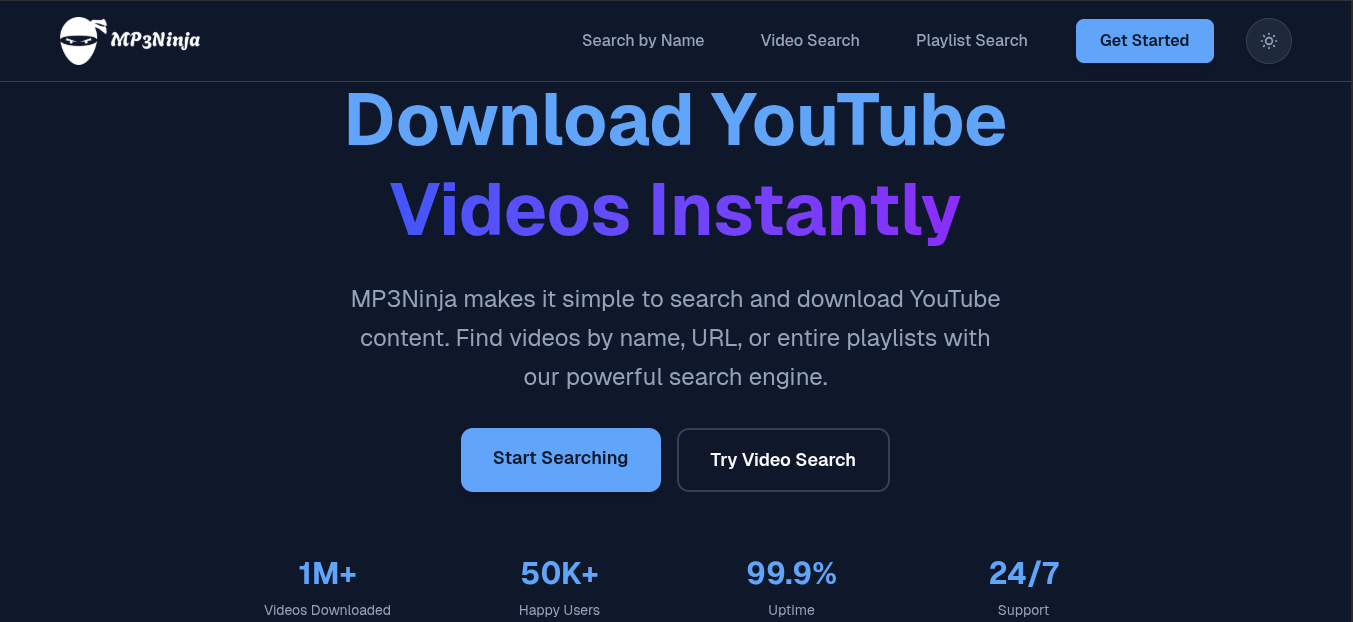 MP3Ninja
Search by Name
Video Search
Playlist Search
Get Started
Download YouTube
Videos Instantly
MP3Ninja makes it simple to search and download YouTube
content. Find videos by name, URL, or entire playlists with
our powerful search engine.
Start Searching
Try Video Search
1M+
Videos Downloaded
50K+
Happy Users
99.9%
Uptime
24/7
Support